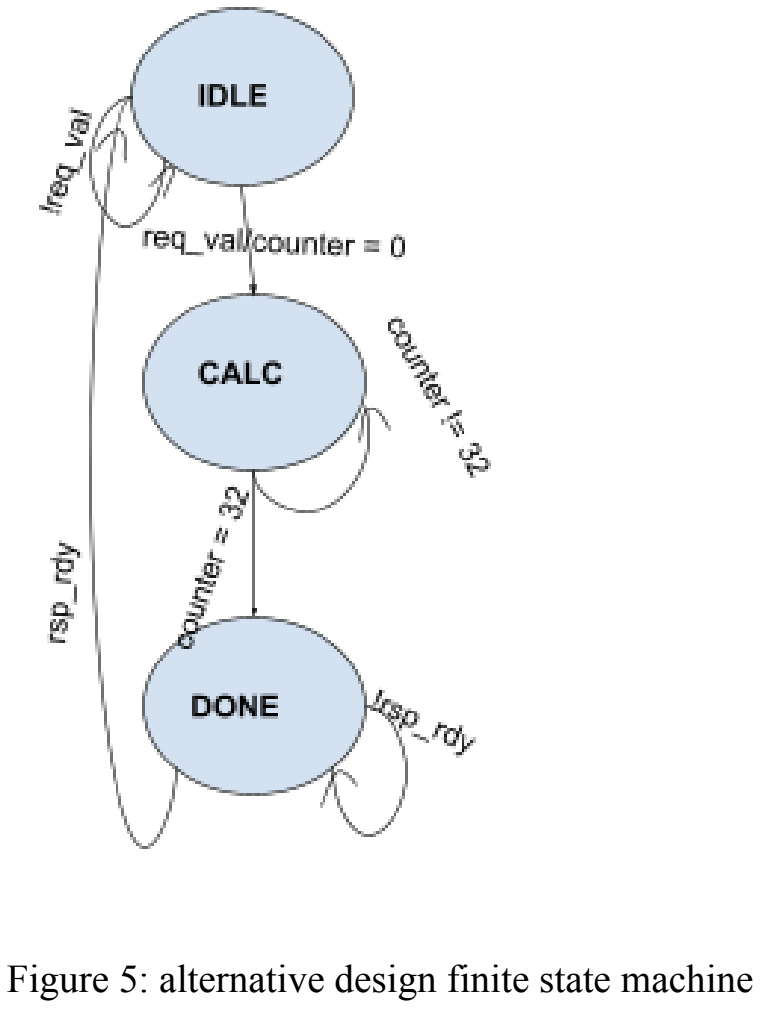 IDLE
!req_val
req_val/counter = 0
CALC
counter != 32
counter = 32
rsp_rdy
DONE
!rsp_rdy
Figure 5: alternative design finite state machine